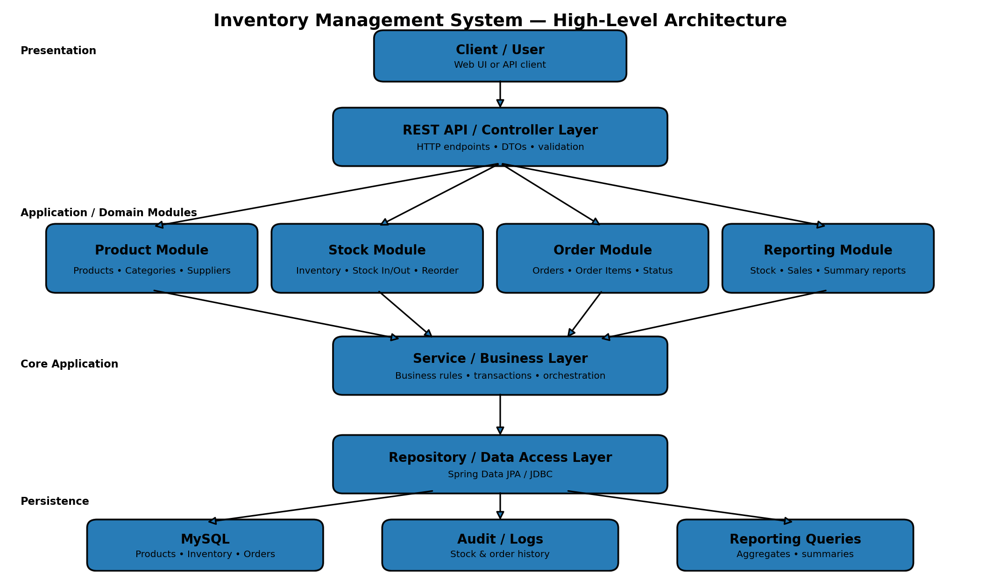 Inventory Management System — High-Level Architecture
Presentation
Client / User
Web UI or API client
REST API / Controller Layer
HTTP endpoints • DTOs • validation
Application / Domain Modules
Product Module
Products • Categories • Suppliers
Stock Module
Inventory • Stock In/Out • Reorder
Order Module
Orders • Order Items • Status
Reporting Module
Stock • Sales • Summary reports
Core Application
Service / Business Layer
Business rules • transactions • orchestration
Repository / Data Access Layer
Spring Data JPA / JDBC
Persistence
MySQL
Products • Inventory • Orders
Audit / Logs
Stock & order history
Reporting Queries
Aggregates • summaries